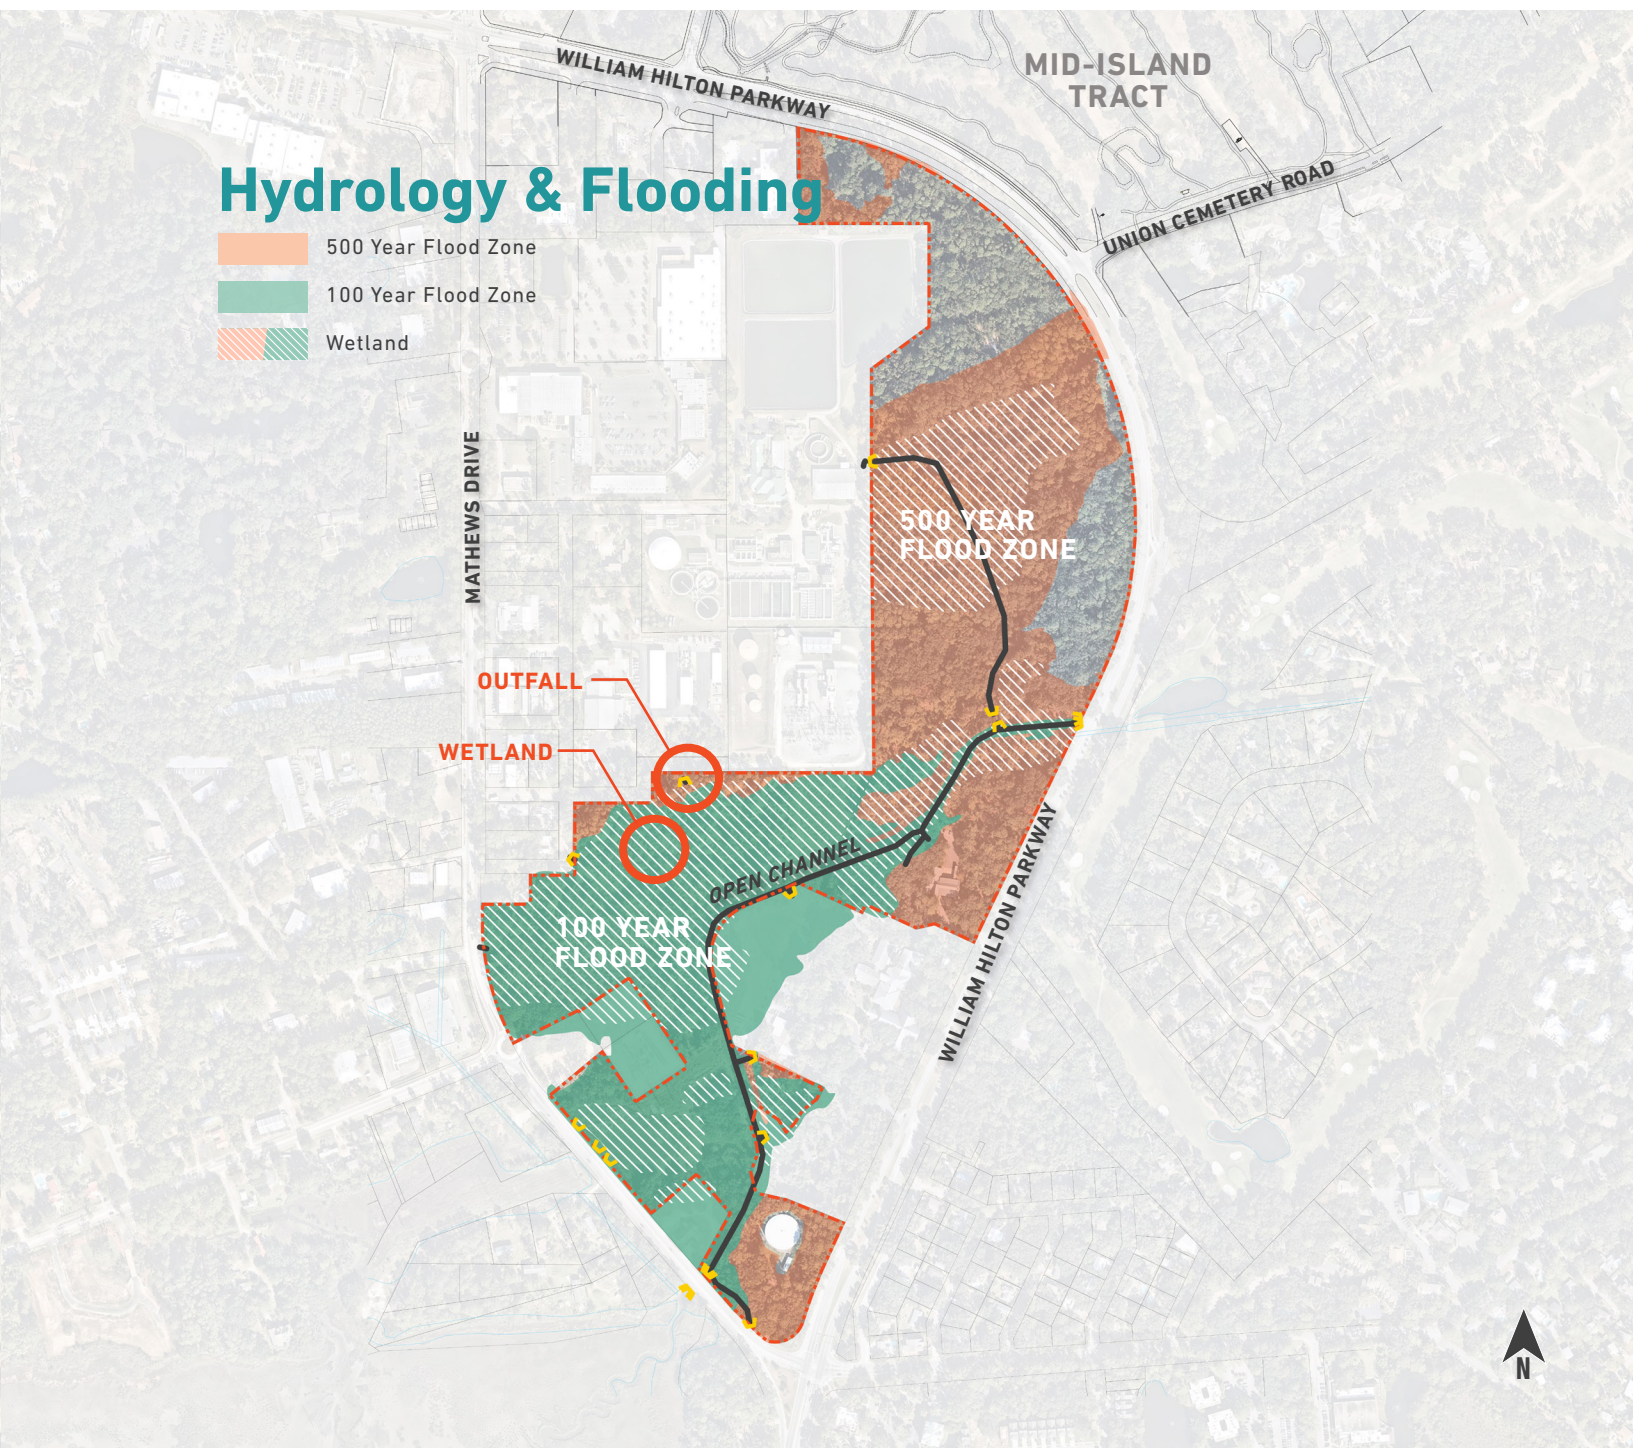 WILLIAM HILTON PARKWAY
MID-ISLAND
TRACT
UNION CEMETERY ROAD
Hydrology & Flooding
500 Year Flood Zone
100 Year Flood Zone
Wetland
MATHEWS DRIVE
500 YEAR
FLOOD ZONE
OUTFALL
WETLAND
OPEN CHANNEL
100 YEAR
FLOOD ZONE
WILLIAM HILTON PARKWAY
N